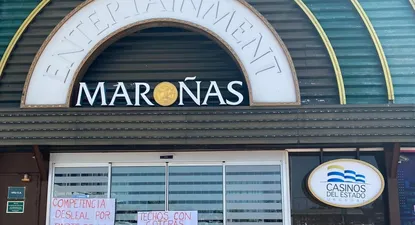 ENTERTAINMENT
MAROÑAS
CASINOS
DEL ESTADO
COMPETENCIA
DESLEAL POR
TECHOS CON